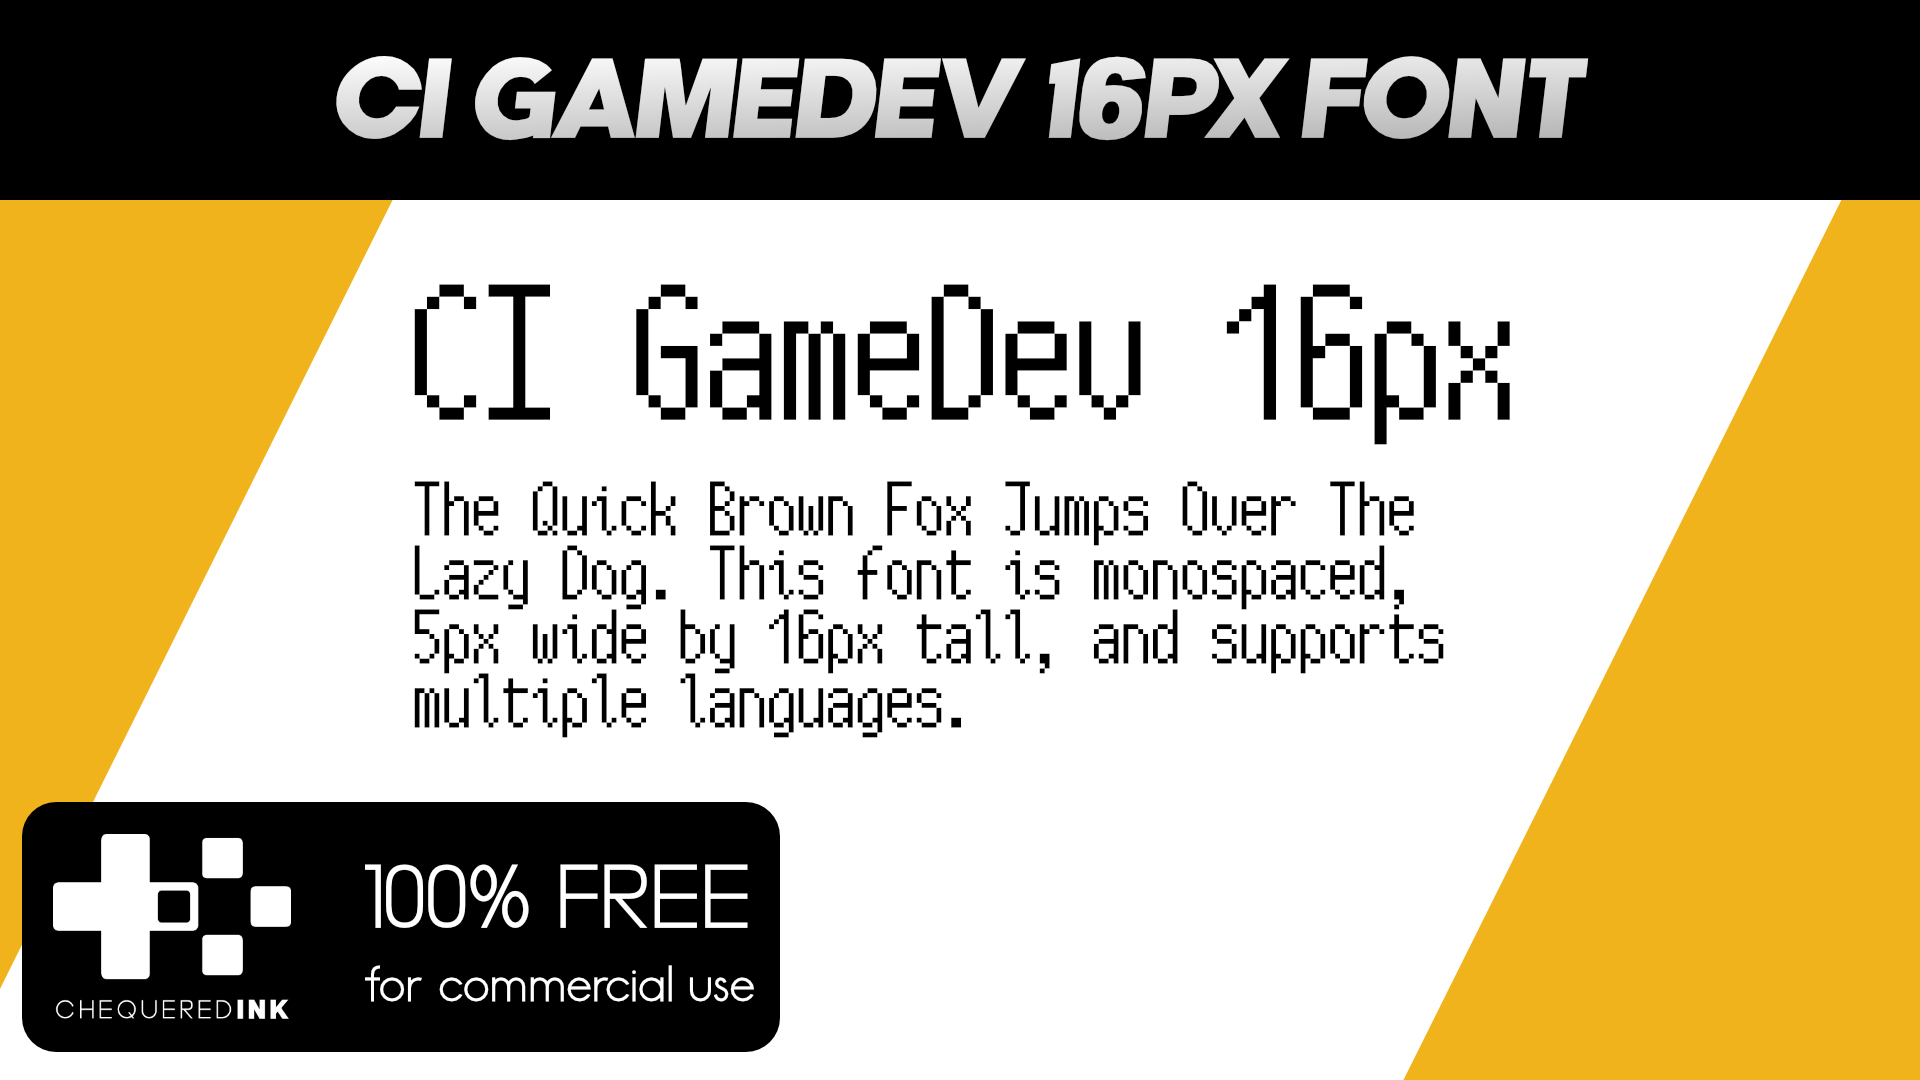 CI GAMEDEV 16PX FONT
CI GameDev 16px
The Quick Brown Fox Jumps Over The
Lazy Dog. This font is monospaced,
5px wide by 16px tall, and supports
multiple languages.
100% FREE
for commercial use
CHEQUEREDINK